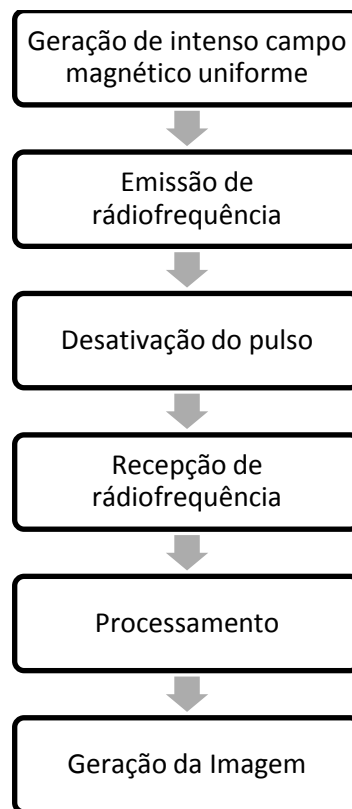 Geração de intenso campo
magnético uniforme
Emissão de
rádiofrequência
Desativação do pulso
Recepção de
rádiofrequência
Processamento
Geração da Imagem